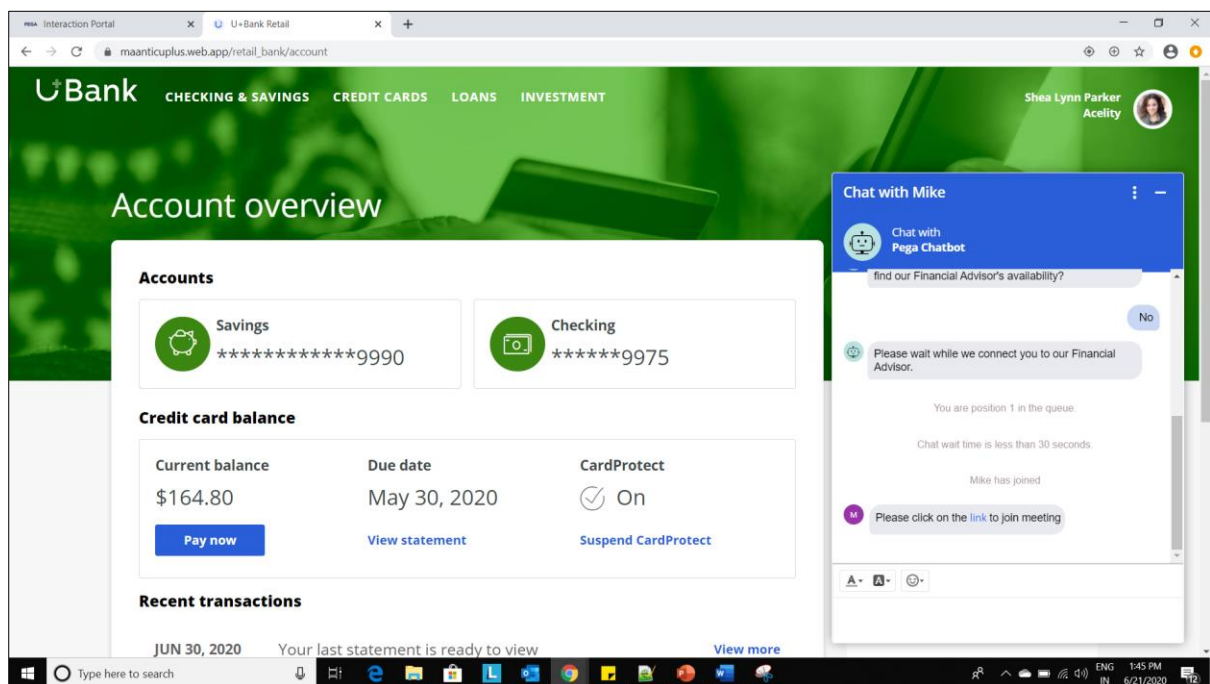 PEGA Interaction Portal
U+Bank Retail
maanticuplus.web.app/retail_bank/account
U+Bank CHECKING & SAVINGS CREDIT CARDS LOANS INVESTMENT
Shea Lynn Parker
Acelity
Account overview
Accounts
Savings
************9990
Checking
******9975
Credit card balance
Current balance
$164.80
Pay now
Due date
May 30, 2020
View statement
CardProtect
On
Suspend CardProtect
Recent transactions
JUN 30, 2020 Your last statement is ready to view View more
Chat with Mike
Chat with
Pega Chatbot
find our Financial Advisor's availability?
No
Please wait while we connect you to our Financial
Advisor.
You are position 1 in the queue
Chat wait time is less than 30 seconds
Mike has joined
M
Please click on the link to join meeting
A A
Type here to search
ENG
IN
1:45 PM
6/21/2020
12